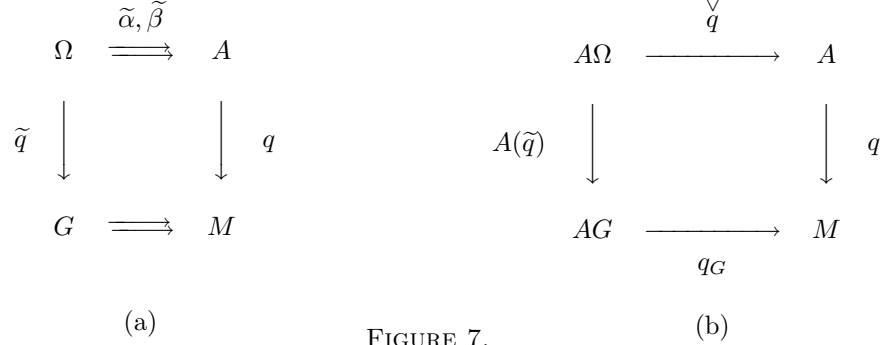 α̃, β̃
Ω A
q̃ q
G M
(a)
q̌
AΩ A
A(q̃) q
AG M
q_G
(b)
FIGURE 7.